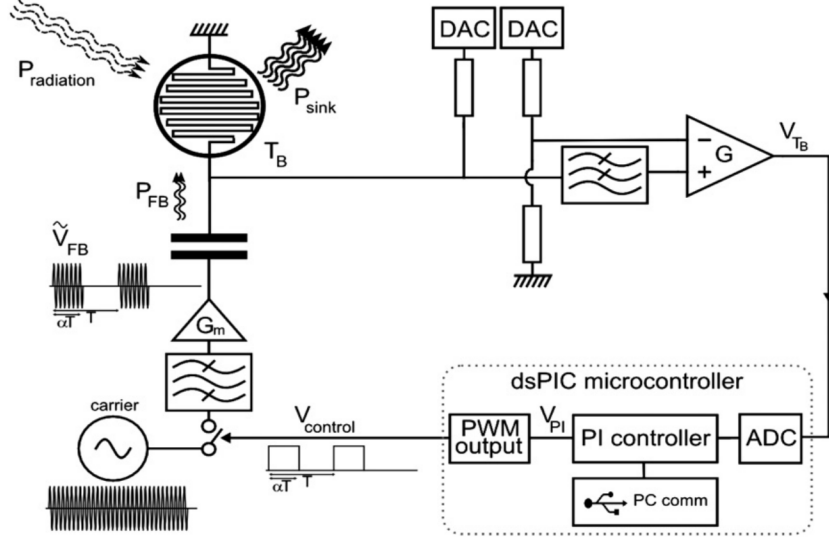 DAC
DAC
P radiation
P sink
T B
P FB
G
V T B
Ṽ FB
αT
T
G m
dsPIC microcontroller
carrier
V control
V PI
PWM
output
PI controller
ADC
αT
T
PC comm